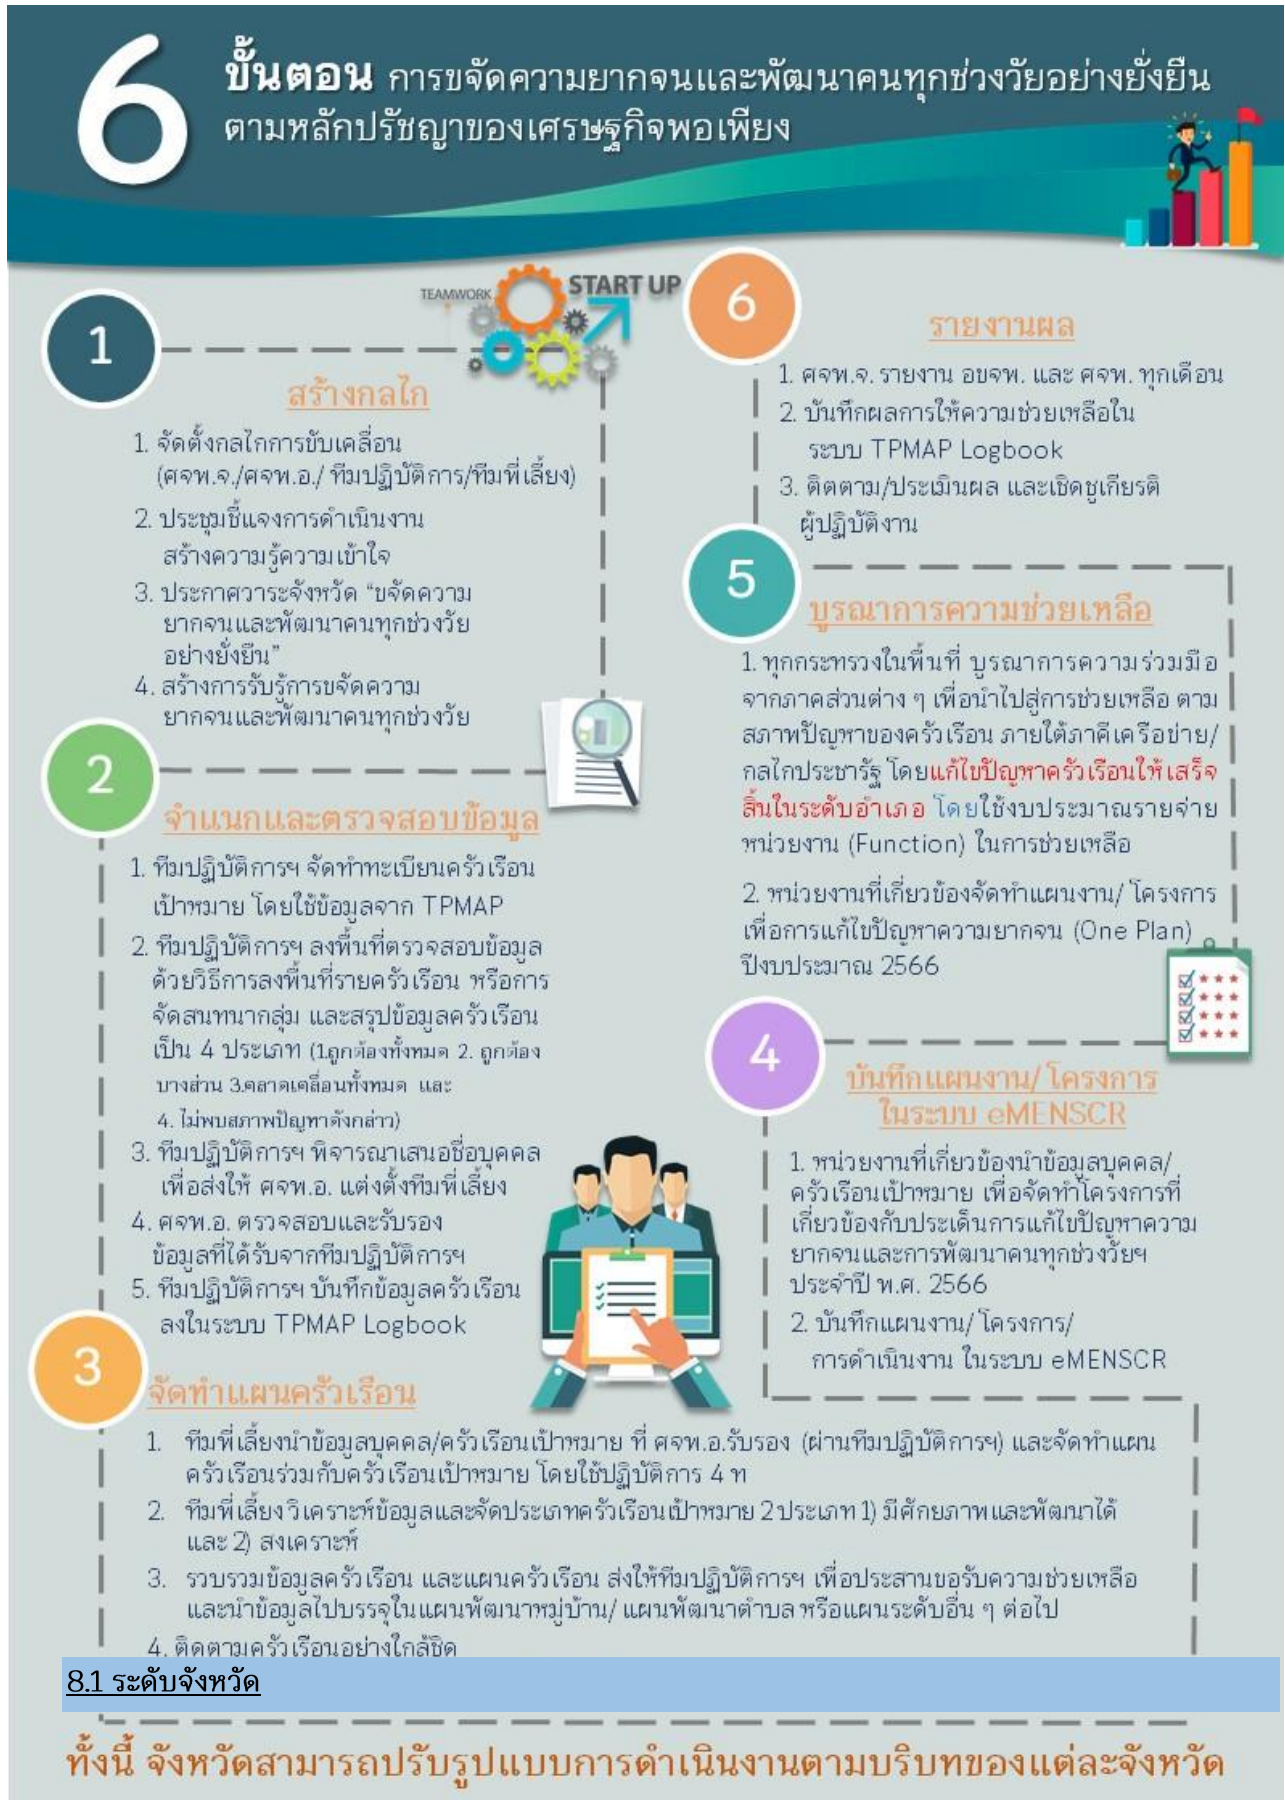 6
ขั้นตอน การขจัดความยากจนและพัฒนาคนทุกช่วงวัยอย่างยั่งยืน
ตามหลักปรัชญาของเศรษฐกิจพอเพียง
TEAMWORK
START UP
1
สร้างกลไก
1. จัดตั้งกลไกการขับเคลื่อน
(ศจพ.จ./ศจพ.อ./ ทีมปฏิบัติการ/ทีมพี่เลี้ยง)
2. ประชุมชี้แจงการดำเนินงาน
สร้างความรู้ความเข้าใจ
3. ประกาศวาระจังหวัด “ขจัดความ
ยากจนและพัฒนาคนทุกช่วงวัย
อย่างยั่งยืน”
4. สร้างการรับรู้การขจัดความ
ยากจนและพัฒนาคนทุกช่วงวัย
2
จำแนกและตรวจสอบข้อมูล
1. ทีมปฏิบัติการฯ จัดทำทะเบียนครัวเรือน
เป้าหมาย โดยใช้ข้อมูลจาก TPMAP
2. ทีมปฏิบัติการฯ ลงพื้นที่ตรวจสอบข้อมูล
ด้วยวิธีการลงพื้นที่รายครัวเรือน หรือการ
จัดสนทนากลุ่ม และสรุปข้อมูลครัวเรือน
เป็น 4 ประเภท (1ถูกต้องทั้งหมด 2. ถูกต้อง
บางส่วน 3.คลาดเคลื่อนทั้งหมด และ
4. ไม่พบสภาพปัญหาดังกล่าว)
3. ทีมปฏิบัติการฯ พิจารณาเสนอชื่อบุคคล
เพื่อส่งให้ ศจพ.อ. แต่งตั้งทีมพี่เลี้ยง
4. ศจพ.อ. ตรวจสอบและรับรอง
ข้อมูลที่ได้รับจากทีมปฏิบัติการฯ
5. ทีมปฏิบัติการฯ บันทึกข้อมูลครัวเรือน
ลงในระบบ TPMAP Logbook
3
จัดทำแผนครัวเรือน
1. ทีมพี่เลี้ยงนำข้อมูลบุคคล/ครัวเรือนเป้าหมาย ที่ ศจพ.อ.รับรอง (ผ่านทีมปฏิบัติการฯ) และจัดทำแผน
ครัวเรือนร่วมกับครัวเรือนเป้าหมาย โดยใช้ปฏิบัติการ 4 ท
2. ทีมพี่เลี้ยงวิเคราะห์ข้อมูลและจัดประเภทครัวเรือนเป้าหมาย 2 ประเภท 1) มีศักยภาพและพัฒนาได้
และ 2) สงเคราะห์
3. รวบรวมข้อมูลครัวเรือน และแผนครัวเรือน ส่งให้ทีมปฏิบัติการฯ เพื่อประสานขอรับความช่วยเหลือ
และนำข้อมูลไปบรรจุในแผนพัฒนาหมู่บ้าน/ แผนพัฒนาตำบล หรือแผนระดับอื่น ๆ ต่อไป
4. ติดตามครัวเรือนอย่างใกล้ชิด
4
บันทึกแผนงาน/ โครงการ
ในระบบ eMENSCR
1. หน่วยงานที่เกี่ยวข้องนำข้อมูลบุคคล/
ครัวเรือนเป้าหมาย เพื่อจัดทำโครงการที่
เกี่ยวข้องกับประเด็นการแก้ไขปัญหาความ
ยากจนและการพัฒนาคนทุกช่วงวัยฯ
ประจำปี พ.ศ. 2566
2. บันทึกแผนงาน/ โครงการ/
การดำเนินงาน ในระบบ eMENSCR
5
บูรณาการความช่วยเหลือ
1. ทุกกระทรวงในพื้นที่ บูรณาการความร่วมมือ
จากภาคส่วนต่าง ๆ เพื่อนำไปสู่การช่วยเหลือ ตาม
สภาพปัญหาของครัวเรือน ภายใต้ภาคีเครือข่าย/
กลไกประชารัฐ โดยแก้ไขปัญหาครัวเรือนให้เสร็จ
สิ้นในระดับอำเภอ โดยใช้งบประมาณรายจ่าย
หน่วยงาน (Function) ในการช่วยเหลือ
2. หน่วยงานที่เกี่ยวข้องจัดทำแผนงาน/ โครงการ
เพื่อการแก้ไขปัญหาความยากจน (One Plan)
ปีงบประมาณ 2566
6
รายงานผล
1. ศจพ.จ. รายงาน อขจพ. และ ศจพ. ทุกเดือน
2. บันทึกผลการให้ความช่วยเหลือใน
ระบบ TPMAP Logbook
3. ติตตาม/ประเมินผล และเชิดชูเกียรติ
ผู้ปฏิบัติงาน
8.1 ระดับจังหวัด
ทั้งนี้ จังหวัดสามารถปรับรูปแบบการดำเนินงานตามบริบทของแต่ละจังหวัด